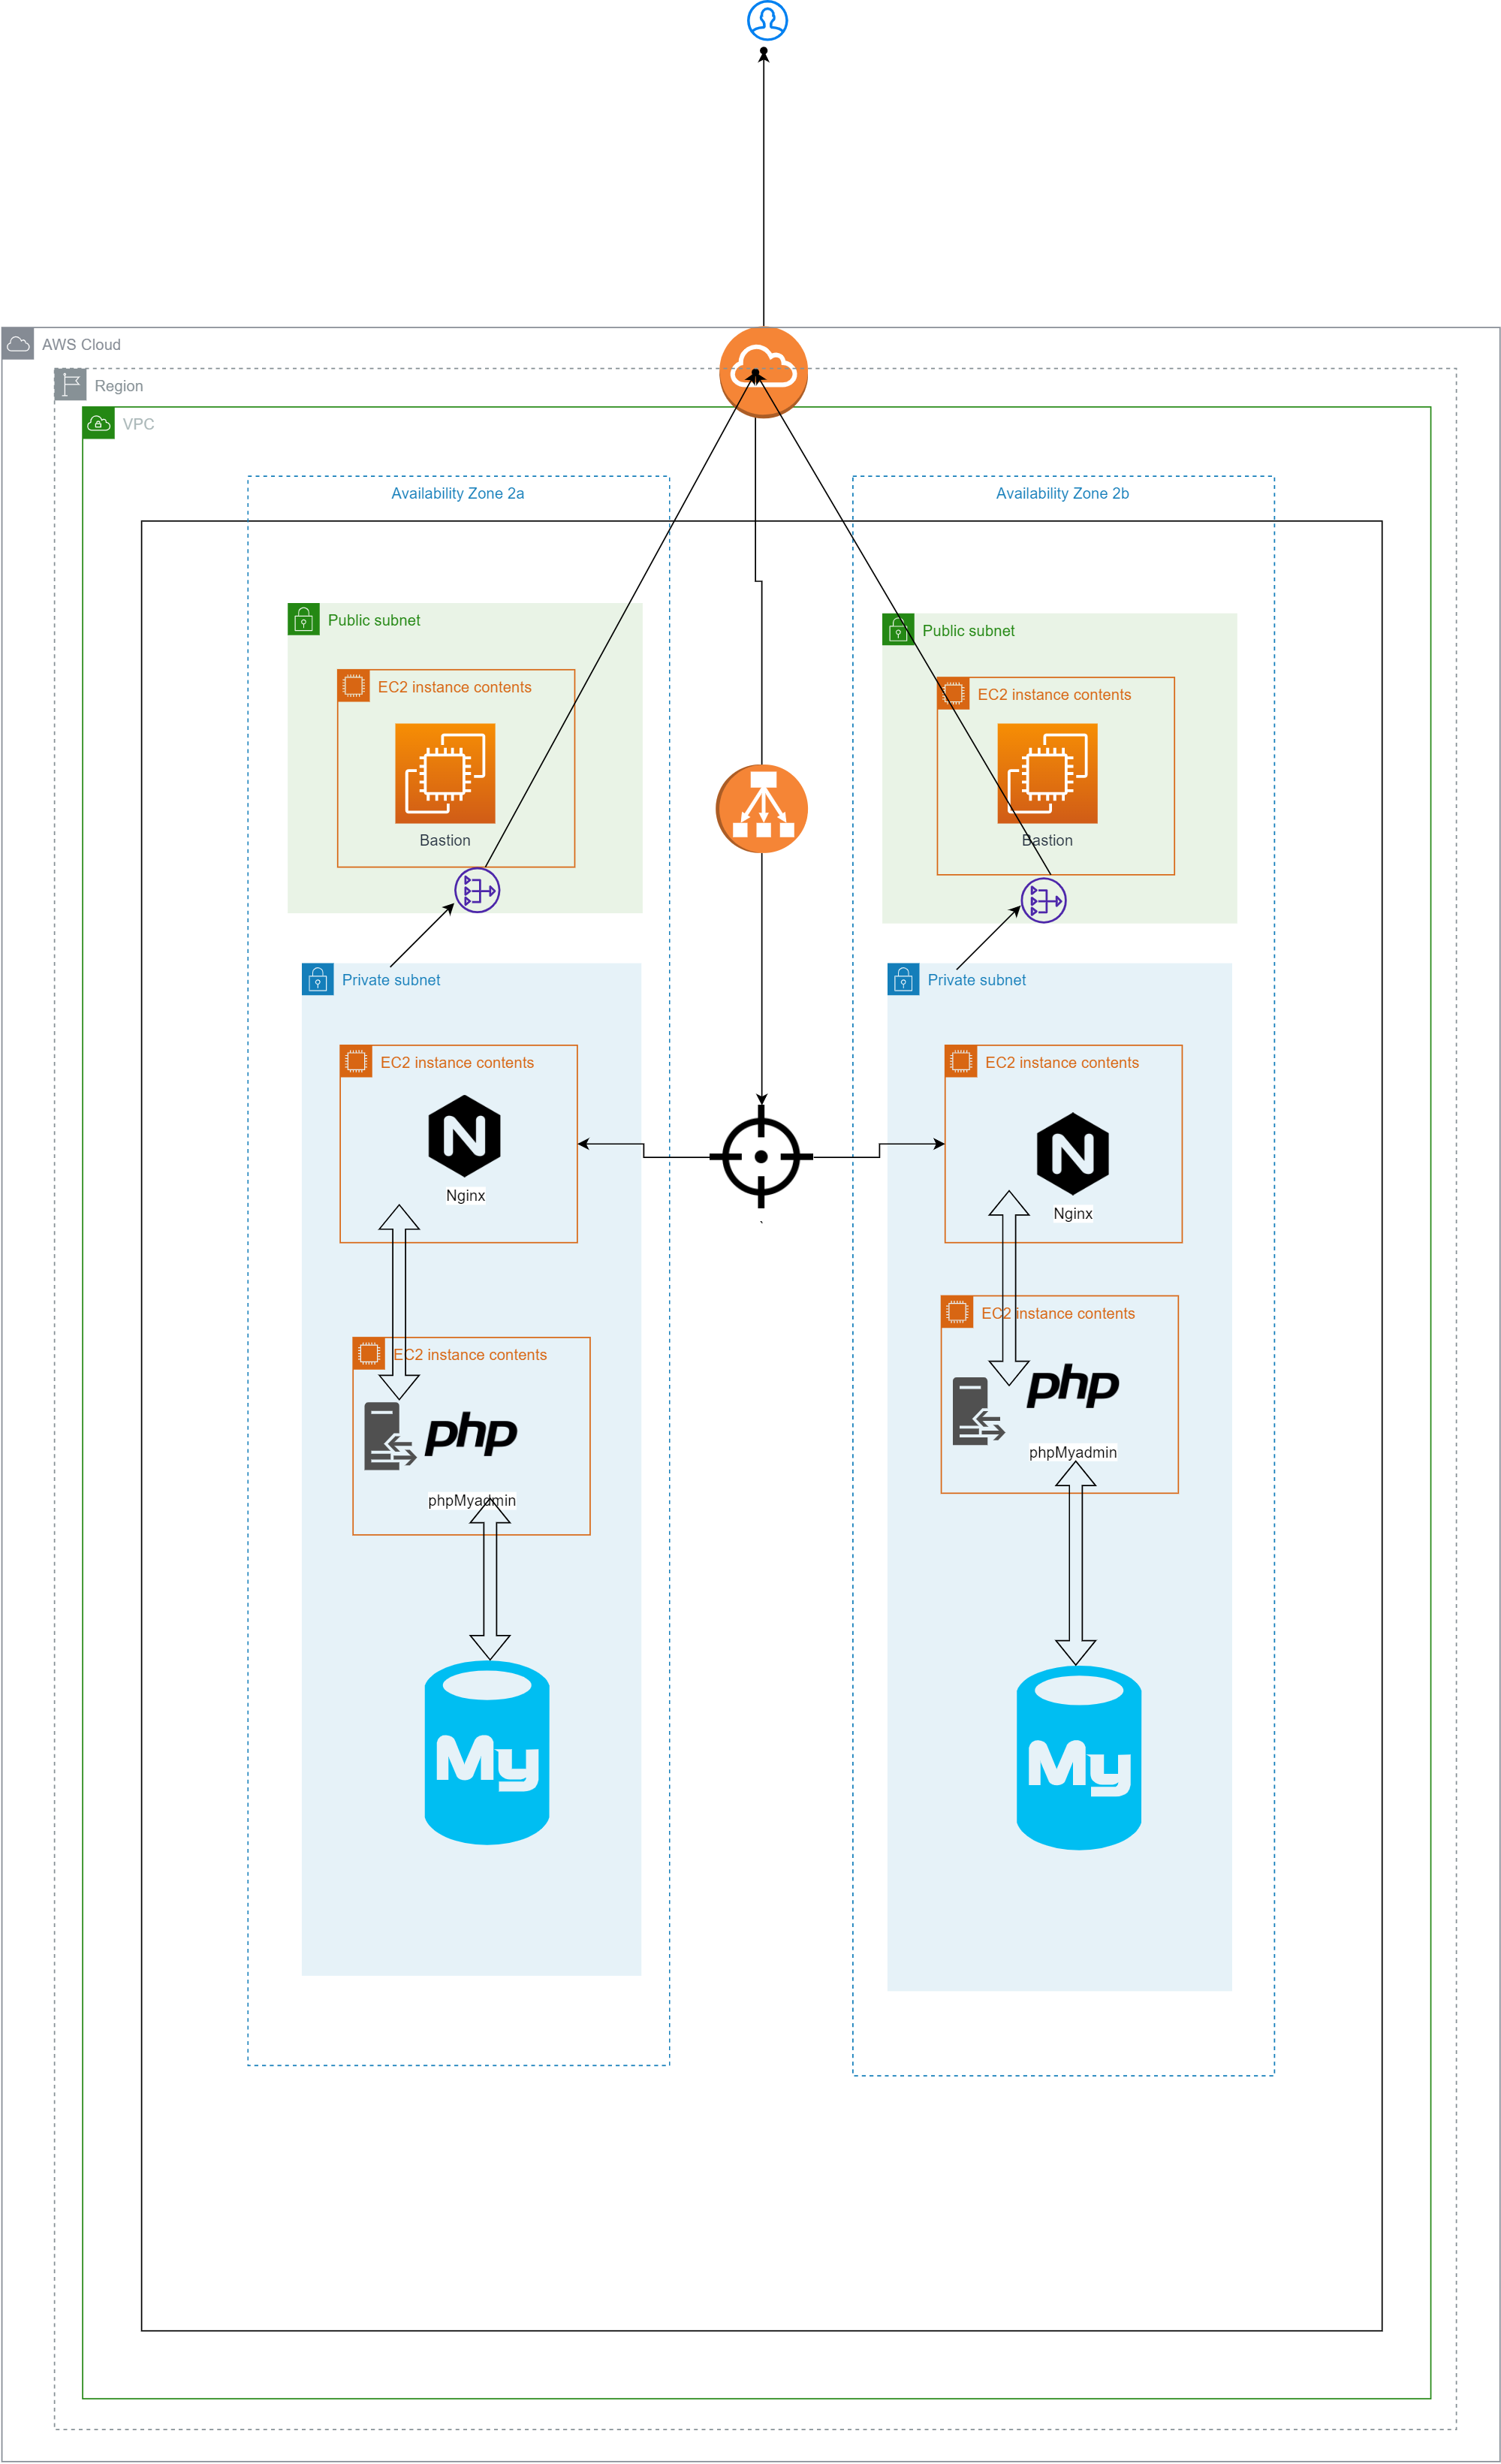 AWS Cloud
Region
VPC
Availability Zone 2a
Availability Zone 2b
Public subnet
Public subnet
EC2 instance contents
EC2 instance contents
Bastion
Bastion
Private subnet
Private subnet
EC2 instance contents
EC2 instance contents
N
N
Nginx
Nginx
`
EC2 instance contents
EC2 instance contents
php
php
phpMyadmin
phpMyadmin
My
My